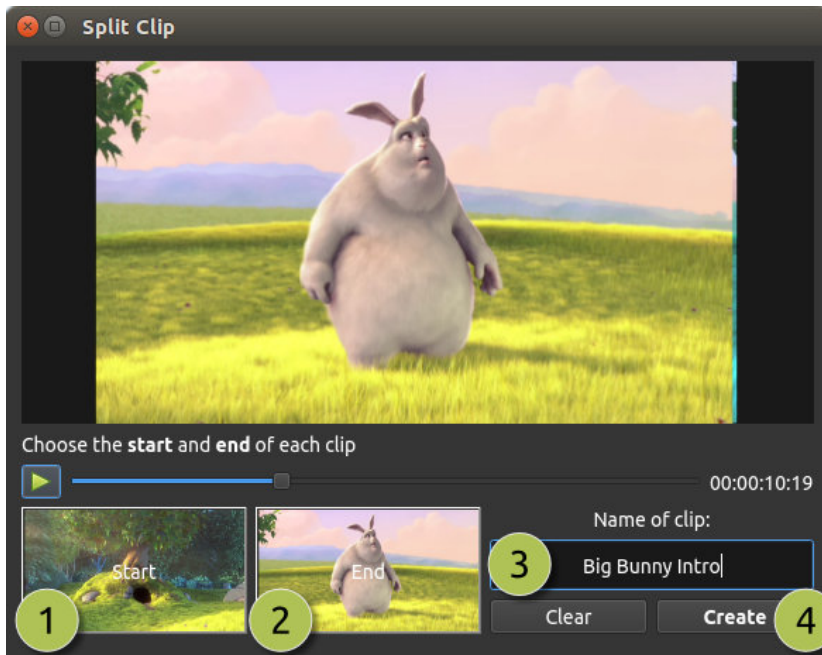 Split Clip
Choose the start and end of each clip
00:00:10:19
Start
End
Name of clip:
Big Bunny Intro
Clear
Create
1
2
3
4